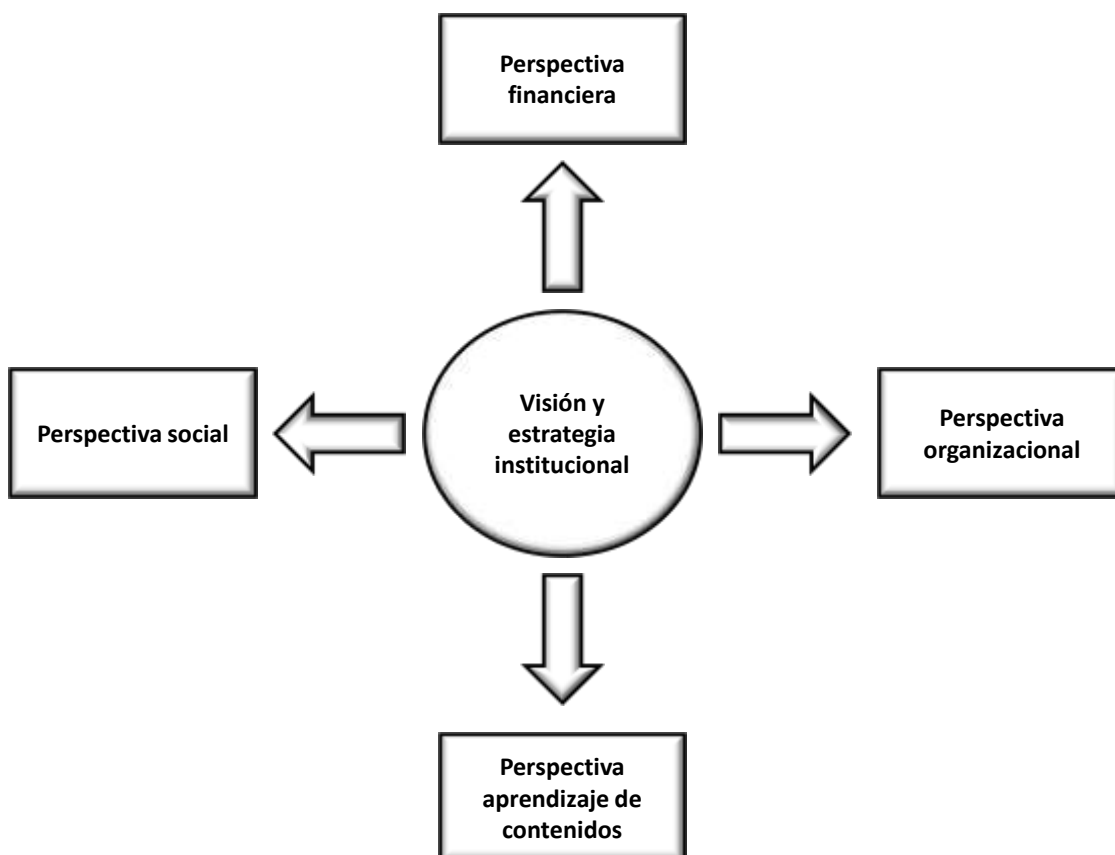 Perspectiva
financiera
Perspectiva social
Visión y
estrategia
institucional
Perspectiva
organizacional
Perspectiva
aprendizaje de
contenidos